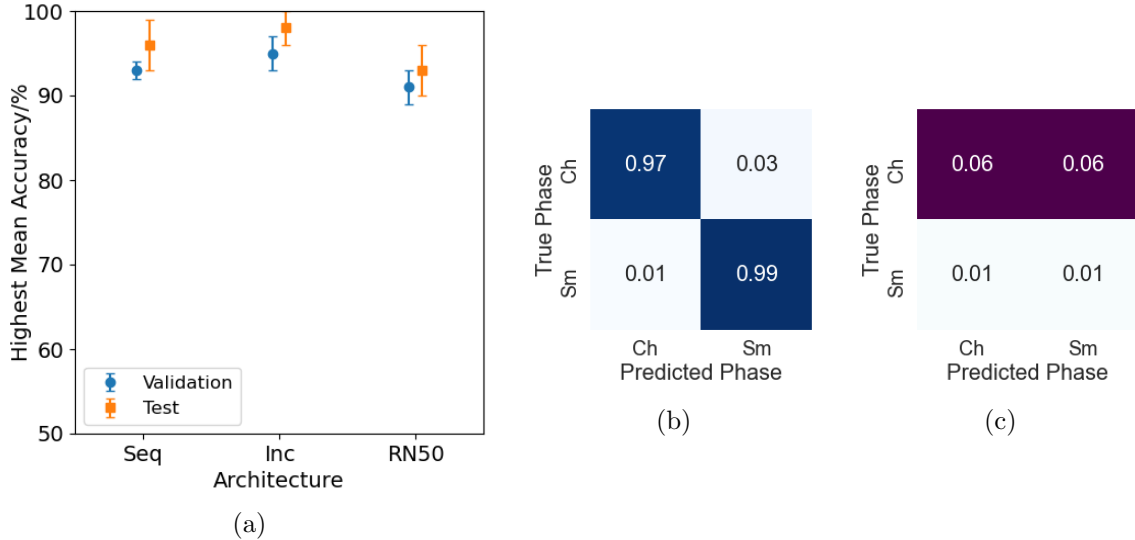 Highest Mean Accuracy/%
100
90
80
70
60
50
Validation
Test
Seq
Inc
RN50
Architecture
(a)
True Phase
Ch
Sm
0.97
0.03
0.01
0.99
Ch
Sm
Predicted Phase
(b)
True Phase
Ch
Sm
0.06
0.06
0.01
0.01
Ch
Sm
Predicted Phase
(c)